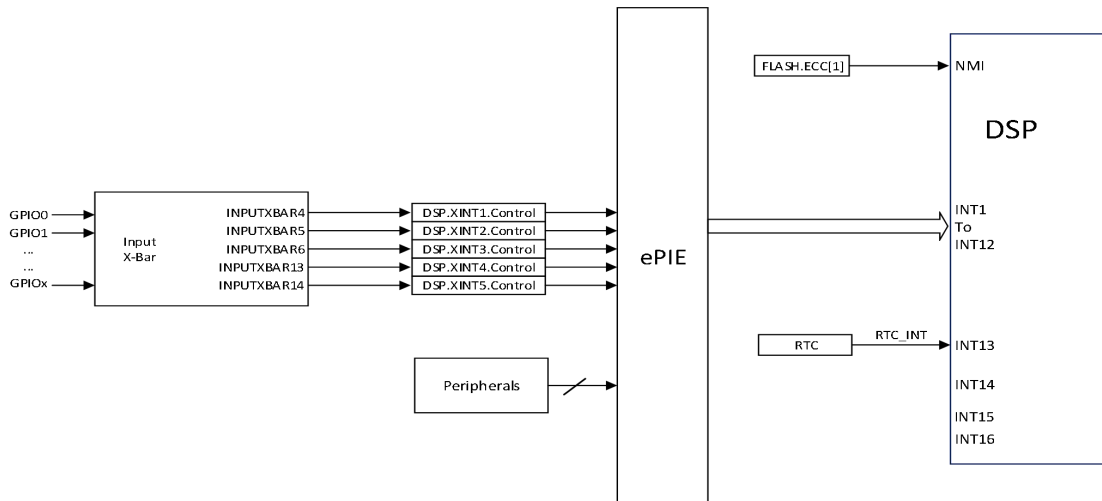 GPIO0
GPIO1
...
...
GPIOx
Input
X-Bar
INPUTXBAR4
INPUTXBAR5
INPUTXBAR6
INPUTXBAR13
INPUTXBAR14
DSP.XINT1.Control
DSP.XINT2.Control
DSP.XINT3.Control
DSP.XINT4.Control
DSP.XINT5.Control
Peripherals
ePIE
FLASH.ECC[1]
RTC
RTC_INT
NMI
DSP
INT1
To
INT12
INT13
INT14
INT15
INT16